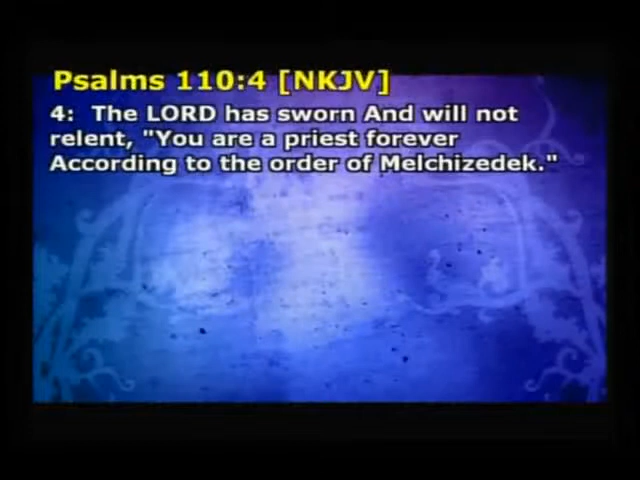 Psalms 110:4 [NKJV]
4:  The LORD has sworn And will not
relent, "You are a priest forever
According to the order of Melchizedek."